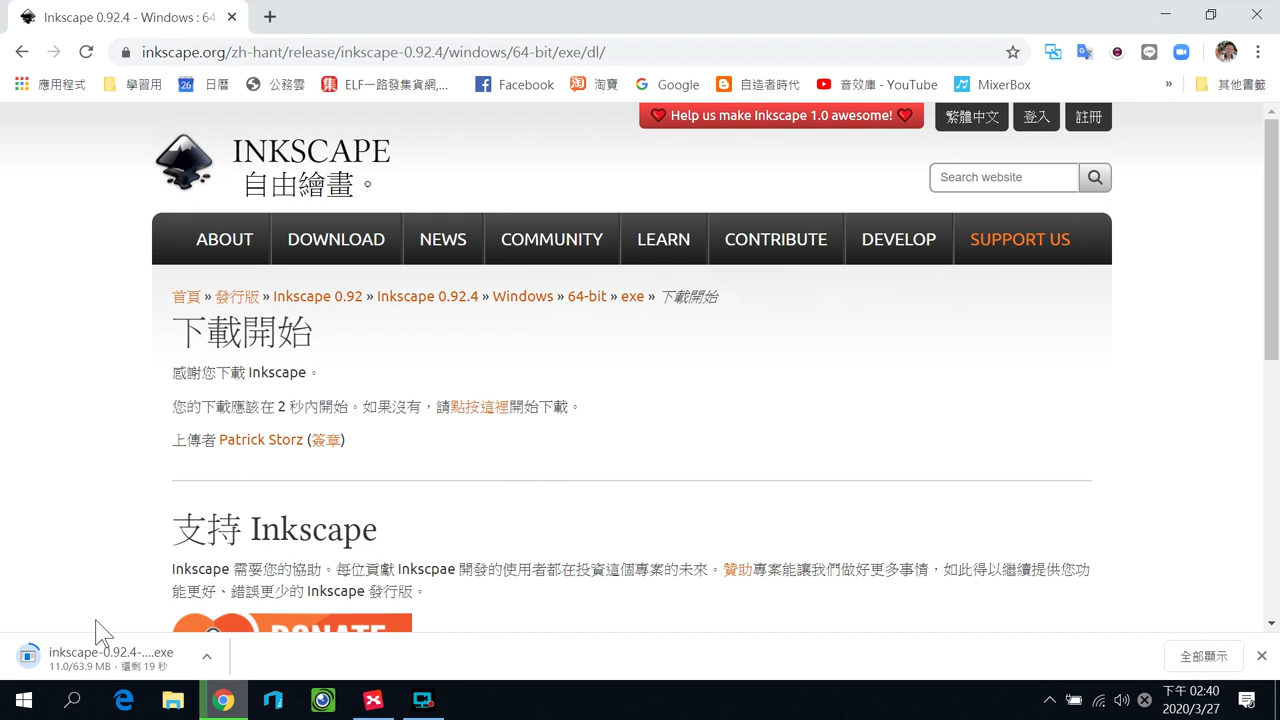 Inkscape 0.92.4 - Windows : 64-
inkscape.org/zh-hant/release/inkscape-0.92.4/windows/64-bit/exe/dl/
應用程式 學習用 26 日曆 公務雲 集 ELF一路發集貨網,... Facebook 淘 淘寶 Google 自造者時代 音效庫 - YouTube MixerBox » 其他書籤
Help us make Inkscape 1.0 awesome! 繁體中文 登入 註冊
INKSCAPE
自由繪畫。
Search website
ABOUT DOWNLOAD NEWS COMMUNITY LEARN CONTRIBUTE DEVELOP SUPPORT US
首頁 » 發行版 » Inkscape 0.92 » Inkscape 0.92.4 » Windows » 64-bit » exe » 下載開始
下載開始
感謝您下載 Inkscape。
您的下載應該在 2 秒內開始。如果沒有，請點按這裡開始下載。
上傳者 Patrick Storz (簽章)
支持 Inkscape
Inkscape 需要您的協助。每位貢獻 Inkscpae 開發的使用者都在投資這個專案的未來。贊助專案能讓我們做好更多事情，如此得以繼續提供您功
能更好、錯誤更少的 Inkscape 發行版。
DONATE
inkscape-0.92.4-....exe
11.0/63.9 MB，還剩 19 秒
全部顯示
下午 02:40
2020/3/27